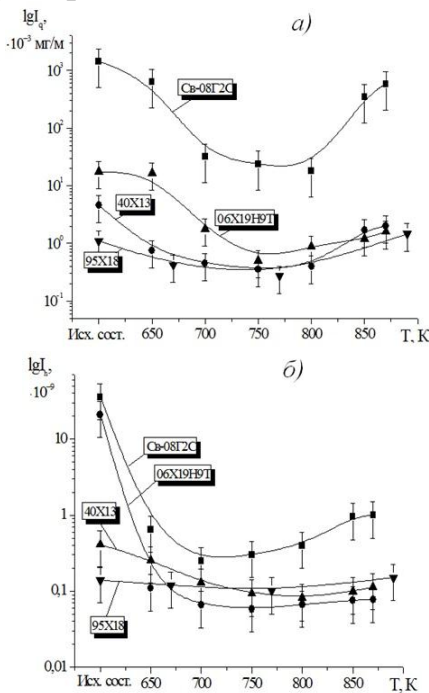 lgI_q,
а)
·10⁻³ мг/м
10³
Св-08Г2С
10²
10¹
40Х13
06Х19Н9Т
10⁰
95Х18
10⁻¹
Исх. сост. 650 700 750 800 850 Т, К
lgI_h,
б)
·10⁻⁹
10
Св-08Г2С
06Х19Н9Т
1
40Х13
0,1
95Х18
0,01
Исх. сост. 650 700 750 800 850 Т, К